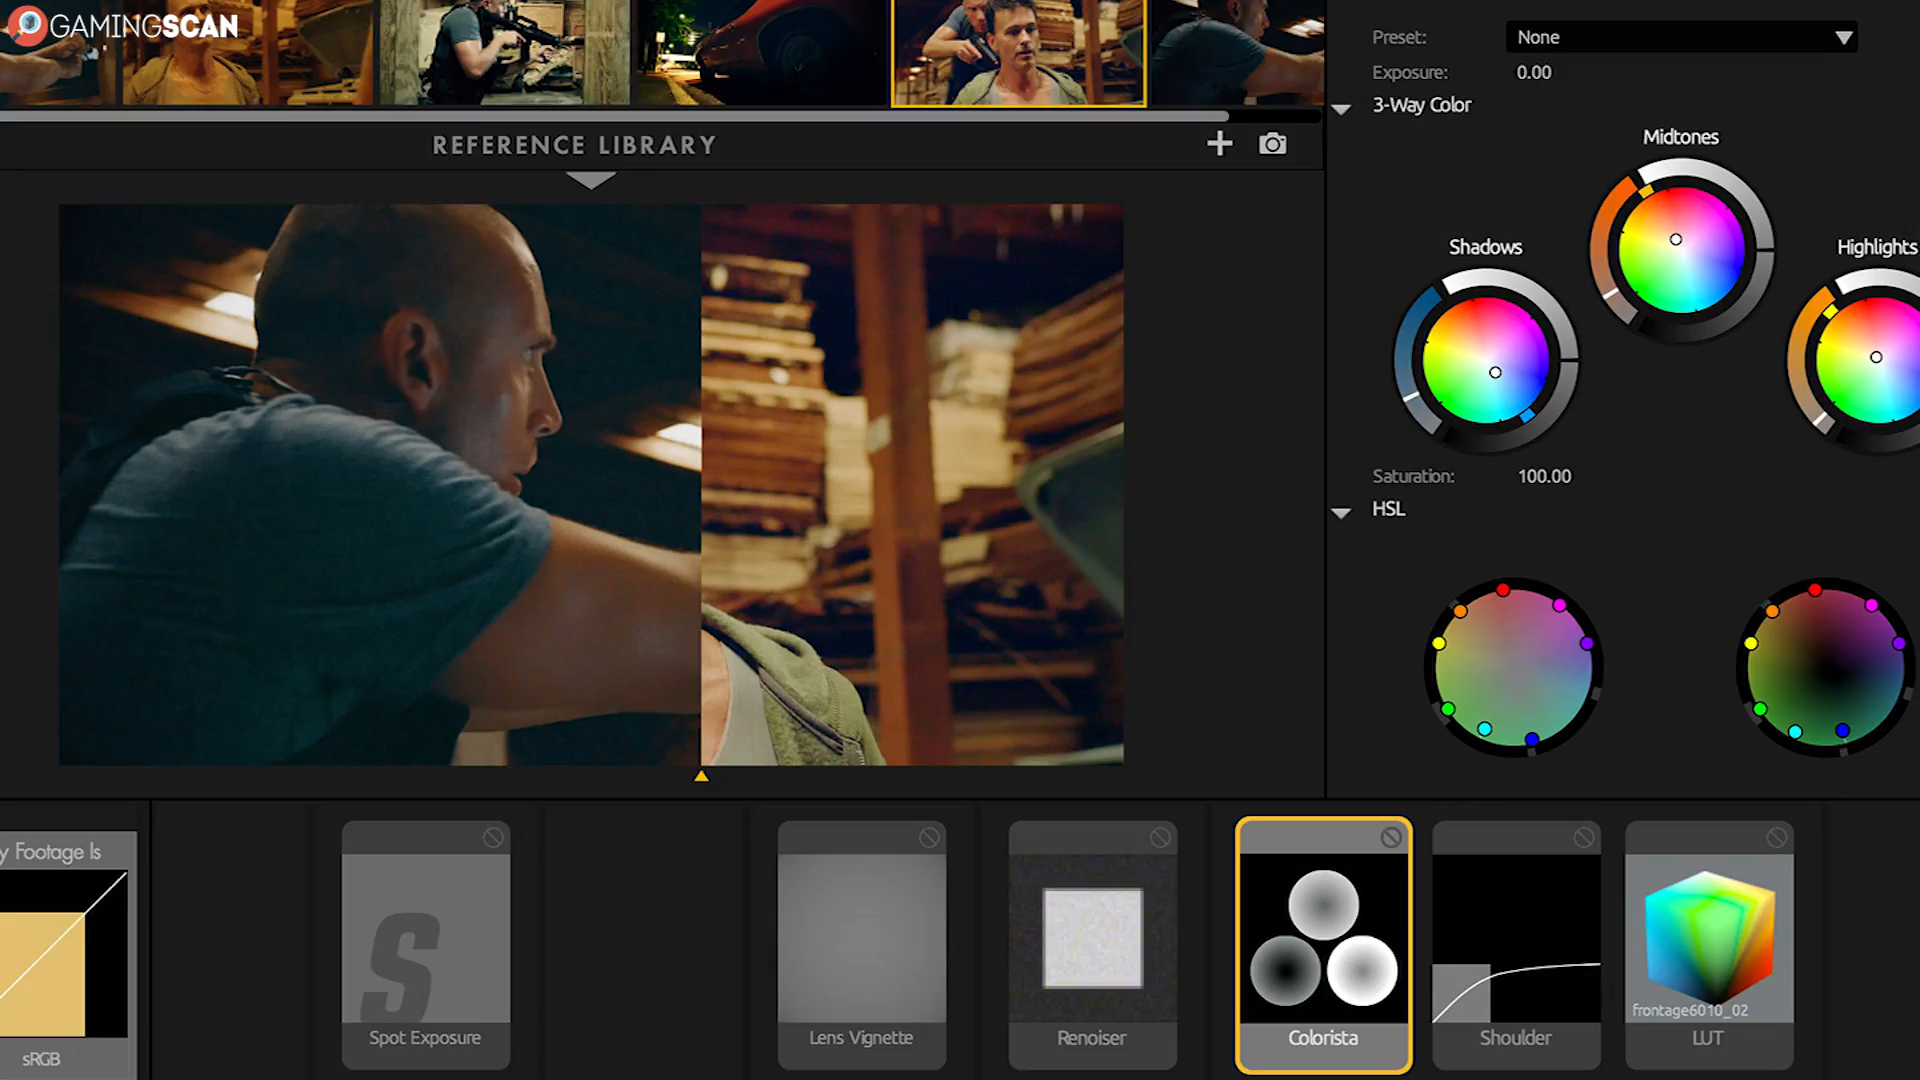 GAMINGSCAN
Preset: None
Exposure: 0.00
3-Way Color
REFERENCE LIBRARY
Midtones
Shadows
Highlights
Saturation: 100.00
HSL
y Footage Is
sRGB
S
Spot Exposure
Lens Vignette
Renoiser
Colorista
Shoulder
frontage6010_02
LUT